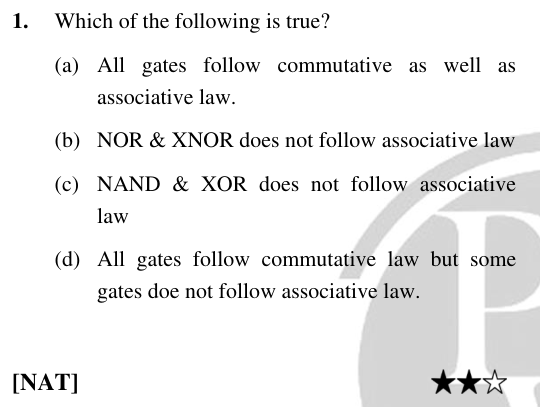 1. Which of the following is true?
(a) All gates follow commutative as well as
associative law.
(b) NOR & XNOR does not follow associative law
(c) NAND & XOR does not follow associative
law
(d) All gates follow commutative law but some
gates doe not follow associative law.
[NAT] ★★☆